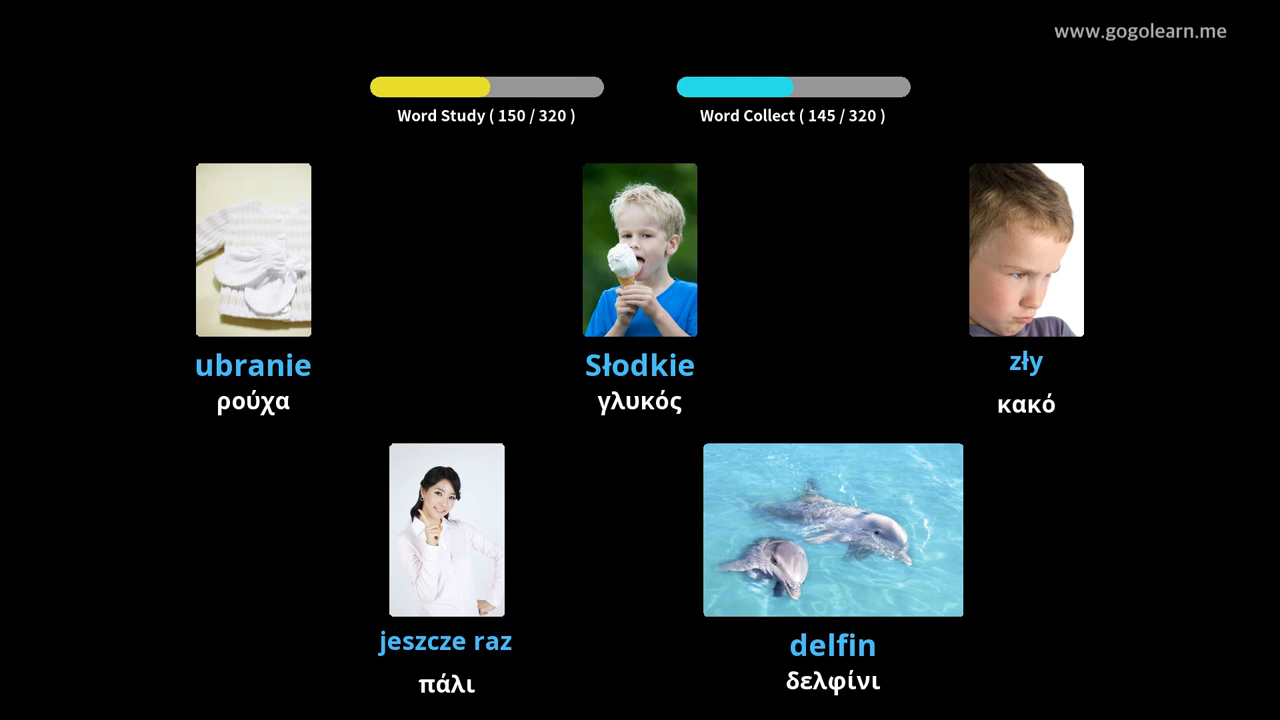 www.gogolearn.me
Word Study ( 150 / 320 )
Word Collect ( 145 / 320 )
ubranie
ρούχα
Słodkie
γλυκός
zły
κακό
jeszcze raz
πάλι
delfin
δελφίνι